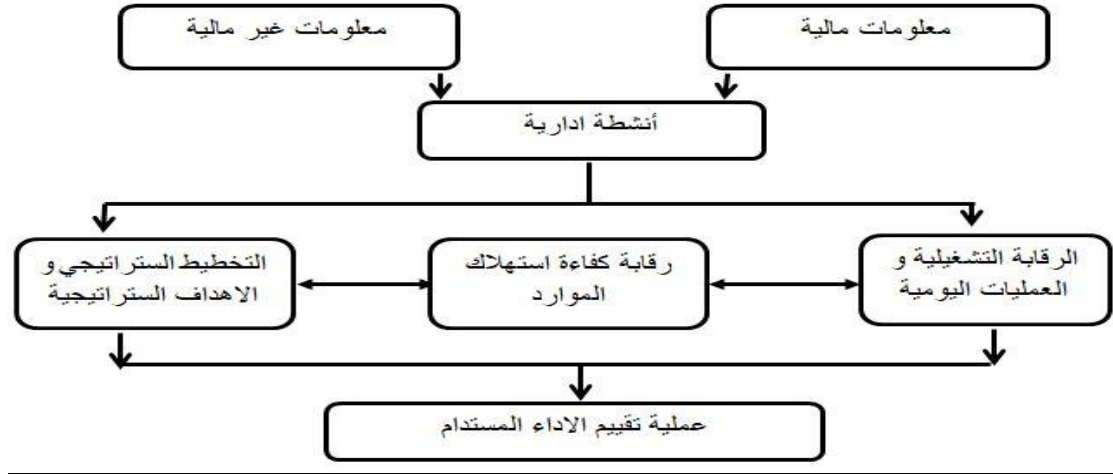 معلومات مالية
معلومات غير مالية
أنشطة ادارية
الرقابة التشغيلية و
العمليات اليومية
رقابة كفاءة استهلاك
الموارد
التخطيط الستراتيجي و
الاهداف الستراتيجية
عملية تقييم الاداء المستدام